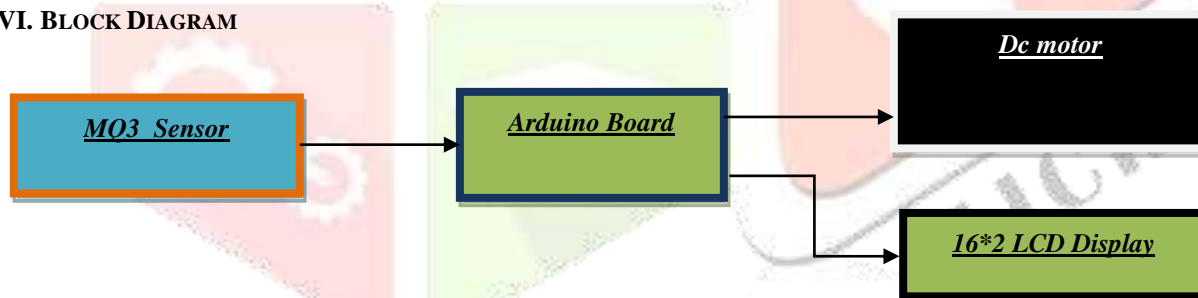 VI. BLOCK DIAGRAM
Dc motor
MQ3 Sensor
Arduino Board
16*2 LCD Display